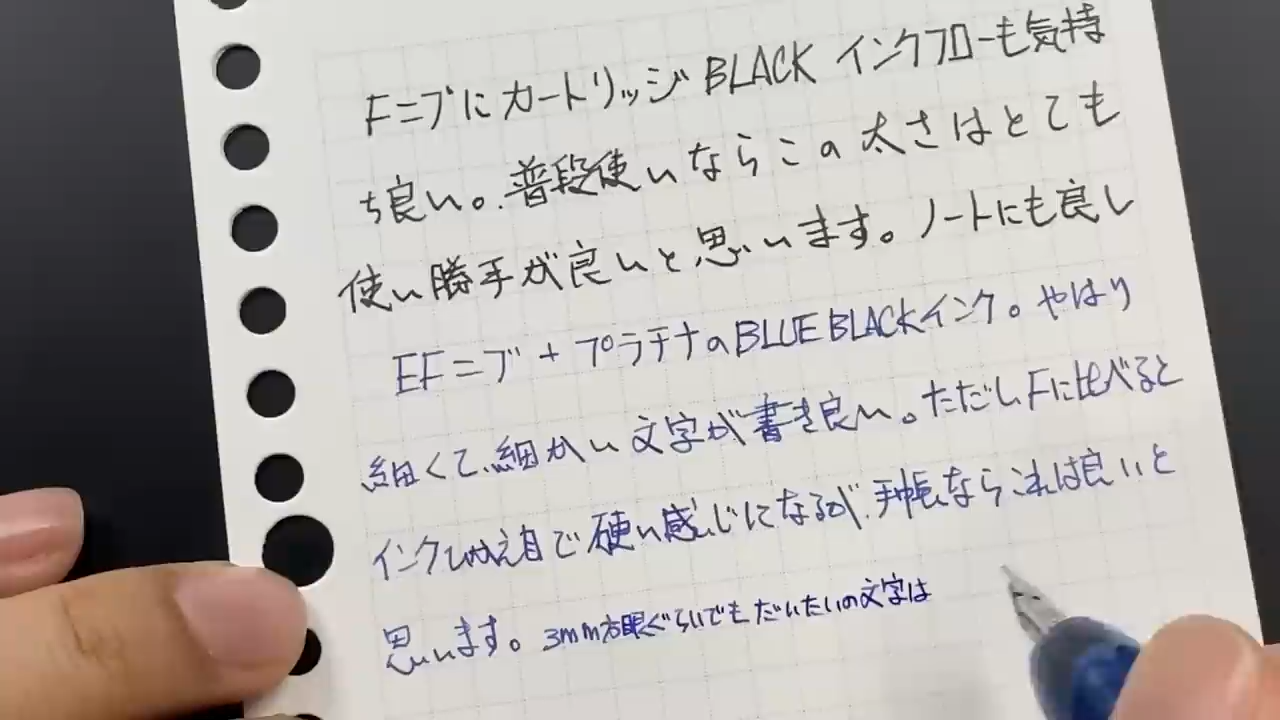 Fニブにカートリッジ BLACK インクフローも気持
ち良い。普段使いならこの太さはとても
使い勝手が良いと思います。ノートにも良し
EFニブ + プラチナのBLUE BLACKインク。やはり
細くて、細かい文字が書き良い。ただしFに比べると
インクひかえ目で硬い感じになるが、手帳ならこれは良いと
思います。3mm方眼ぐらいでもだいたいの文字は